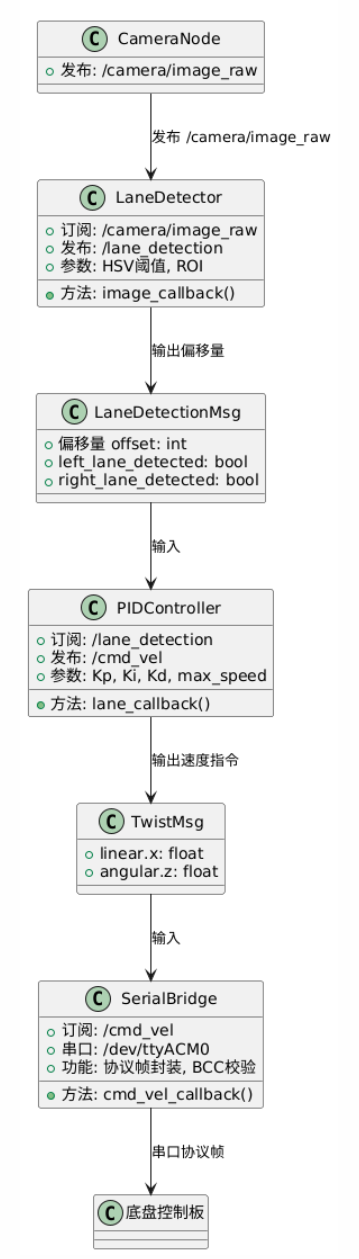 C CameraNode
发布: /camera/image_raw
发布 /camera/image_raw
C LaneDetector
订阅: /camera/image_raw
发布: /lane_detection
参数: HSV阈值, ROI
方法: image_callback()
输出偏移量
C LaneDetectionMsg
偏移量 offset: int
left_lane_detected: bool
right_lane_detected: bool
输入
C PIDController
订阅: /lane_detection
发布: /cmd_vel
参数: Kp, Ki, Kd, max_speed
方法: lane_callback()
输出速度指令
C TwistMsg
linear.x: float
angular.z: float
输入
C SerialBridge
订阅: /cmd_vel
串口: /dev/ttyACM0
功能: 协议帧封装, BCC校验
方法: cmd_vel_callback()
串口协议帧
C 底盘控制板